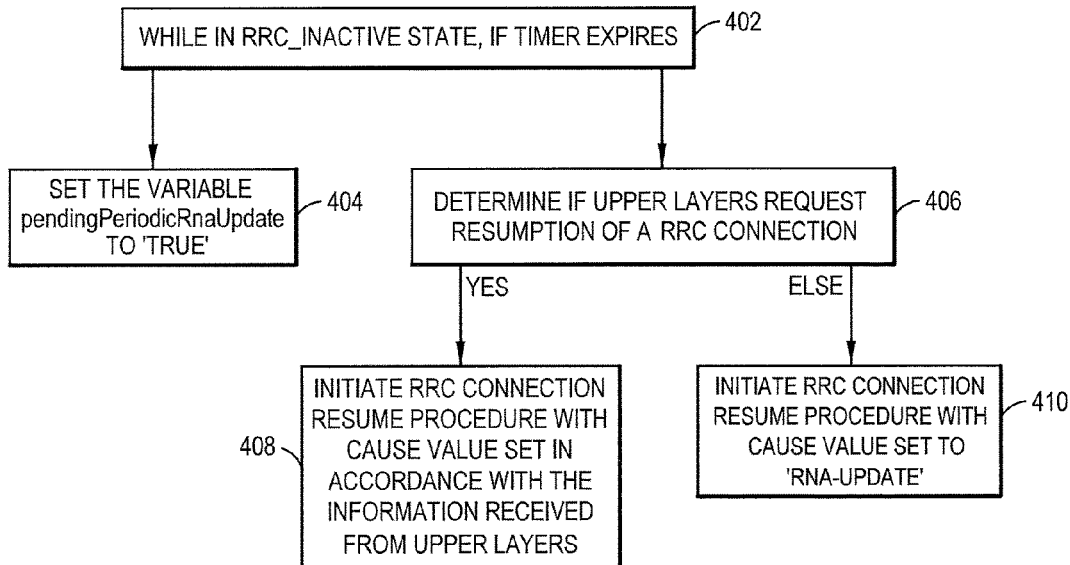 WHILE IN RRC_INACTIVE STATE, IF TIMER EXPIRES
402
SET THE VARIABLE
pendingPeriodicRnaUpdate
TO 'TRUE'
404
DETERMINE IF UPPER LAYERS REQUEST
RESUMPTION OF A RRC CONNECTION
406
YES
ELSE
INITIATE RRC CONNECTION
RESUME PROCEDURE WITH
CAUSE VALUE SET IN
ACCORDANCE WITH THE
INFORMATION RECEIVED
FROM UPPER LAYERS
408
INITIATE RRC CONNECTION
RESUME PROCEDURE WITH
CAUSE VALUE SET TO
'RNA-UPDATE'
410